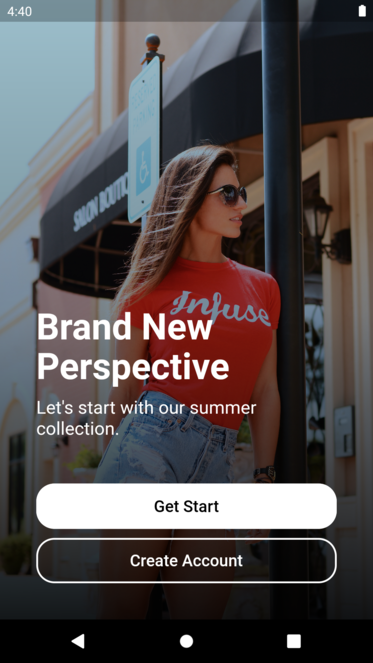 4:40
SALON BOUTI
Infuse
Brand New
Perspective
Let's start with our summer
collection.
Get Start
Create Account